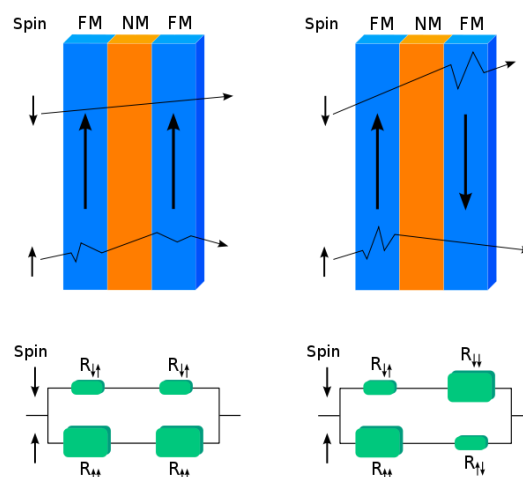 Spin FM NM FM
Spin FM NM FM
Spin
R↓↑ R↓↑
R↑↑ R↑↑
Spin
R↓↑ R↓↓
R↑↑ R↑↓